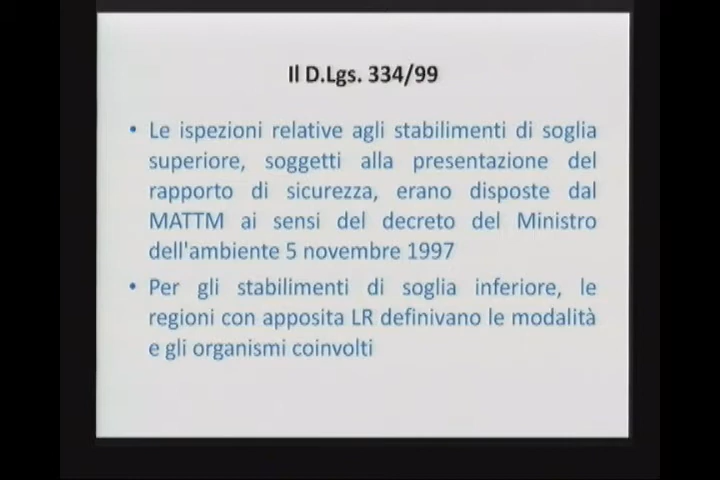 Il D.Lgs. 334/99
• Le ispezioni relative agli stabilimenti di soglia
superiore, soggetti alla presentazione del
rapporto di sicurezza, erano disposte dal
MATTM ai sensi del decreto del Ministro
dell'ambiente 5 novembre 1997
• Per gli stabilimenti di soglia inferiore, le
regioni con apposita LR definivano le modalità
e gli organismi coinvolti